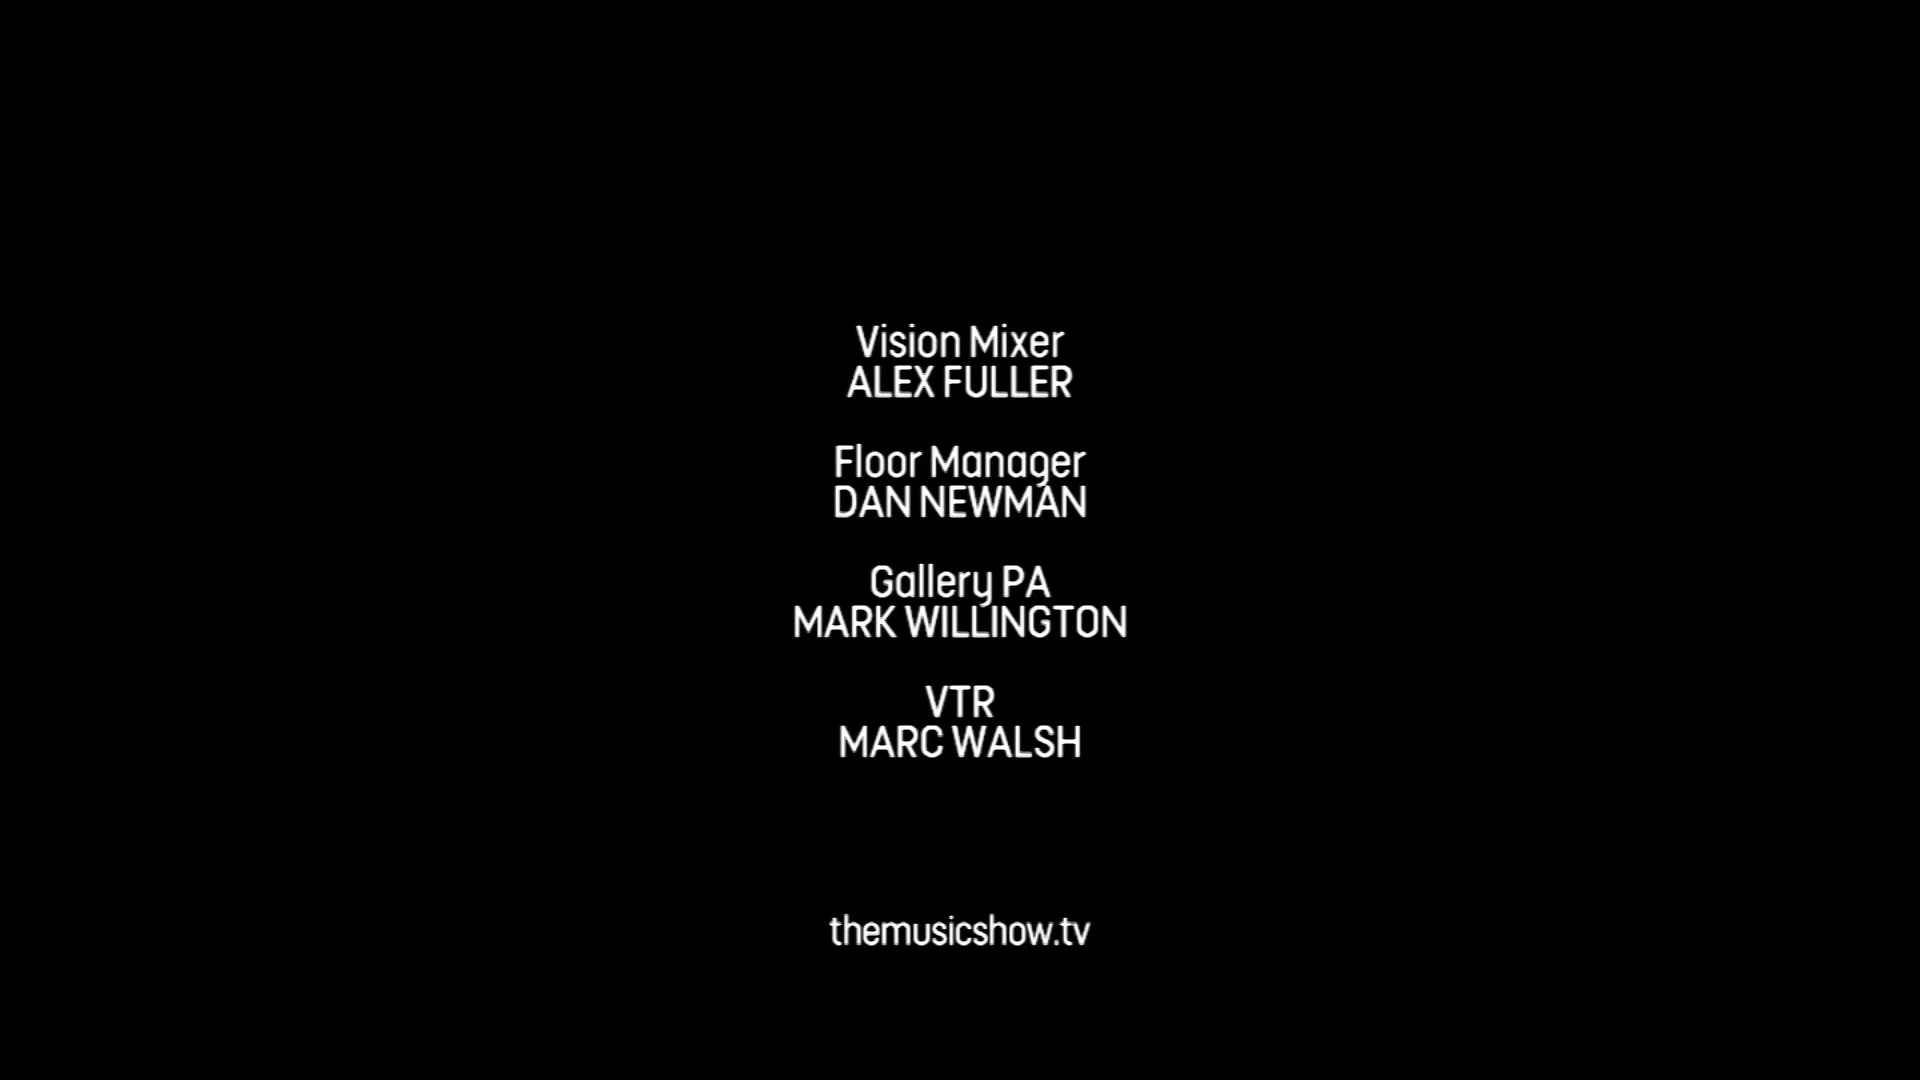 Vision Mixer
ALEX FULLER
Floor Manager
DAN NEWMAN
Gallery PA
MARK WILLINGTON
VTR
MARC WALSH
themusicshow.tv